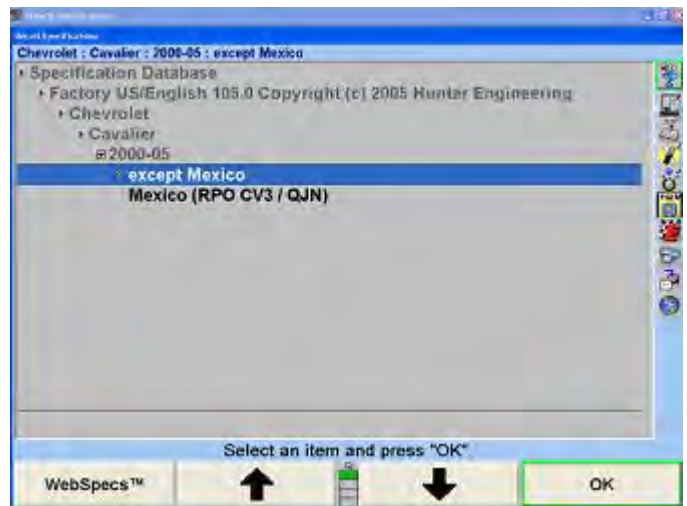 Chevrolet : Cavalier : 2000-05 : except Mexico
Specification Database
Factory US/English 105.0 Copyright (c) 2005 Hunter Engineering
Chevrolet
Cavalier
2000-05
except Mexico
Mexico (RPO CV3 / QJN)
Select an item and press "OK"
WebSpecs™
OK